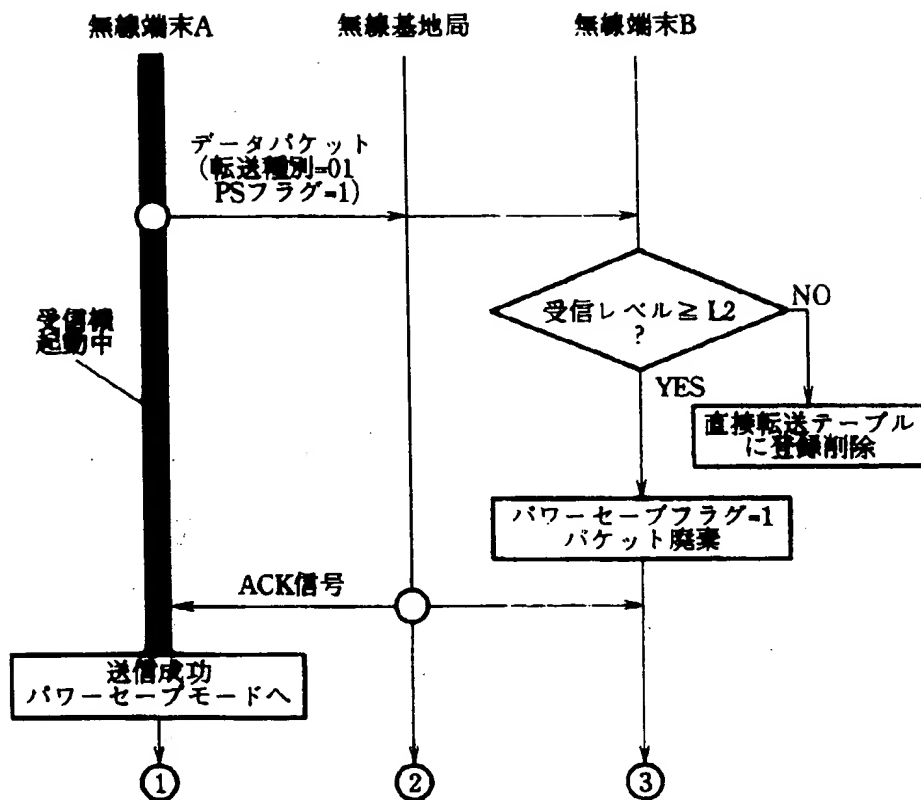 無線端末A
無線基地局
無線端末B
データパケット
(転送種別=01
PSフラグ=1)
受信機
起動中
受信レベル≧L2
?
NO
YES
直接転送テーブル
に登録削除
パワーセーブフラグ=1
パケット廃棄
ACK信号
送信成功
パワーセーブモードへ
①
②
③